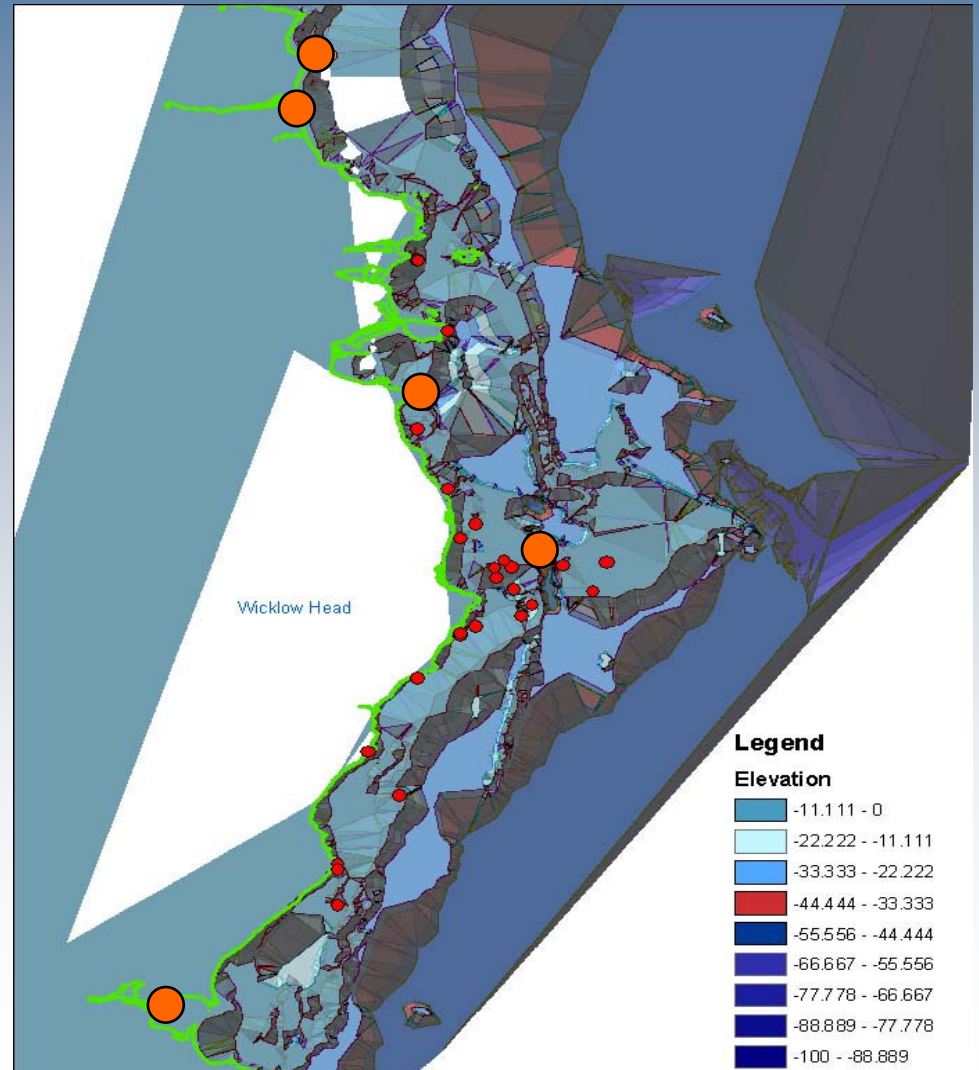 Wicklow Head
Legend
Elevation
-11.111 - 0
-22.222 - -11.111
-33.333 - -22.222
-44.444 - -33.333
-55.556 - -44.444
-66.667 - -55.556
-77.778 - -66.667
-88.889 - -77.778
-100 - -88.889